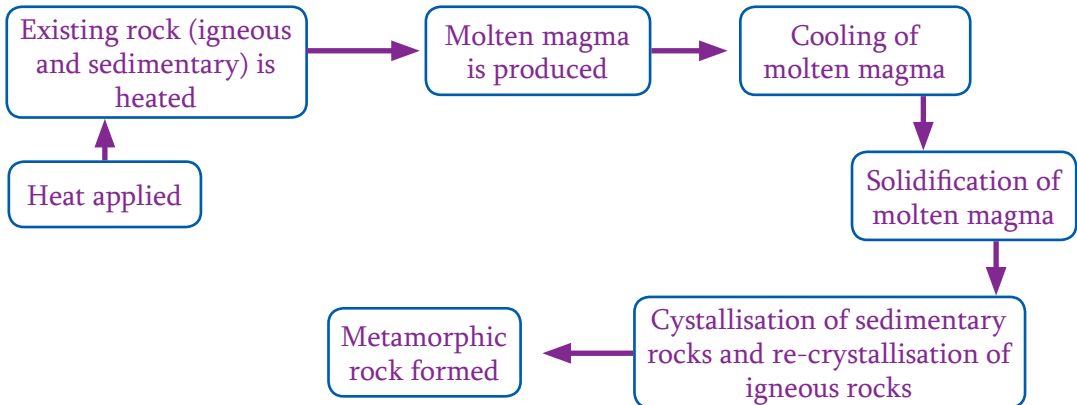 Heat applied
Existing rock (igneous
and sedimentary) is
heated
Molten magma
is produced
Cooling of
molten magma
Solidification of
molten magma
Cystallisation of sedimentary
rocks and re-crystallisation of
igneous rocks
Metamorphic
rock formed